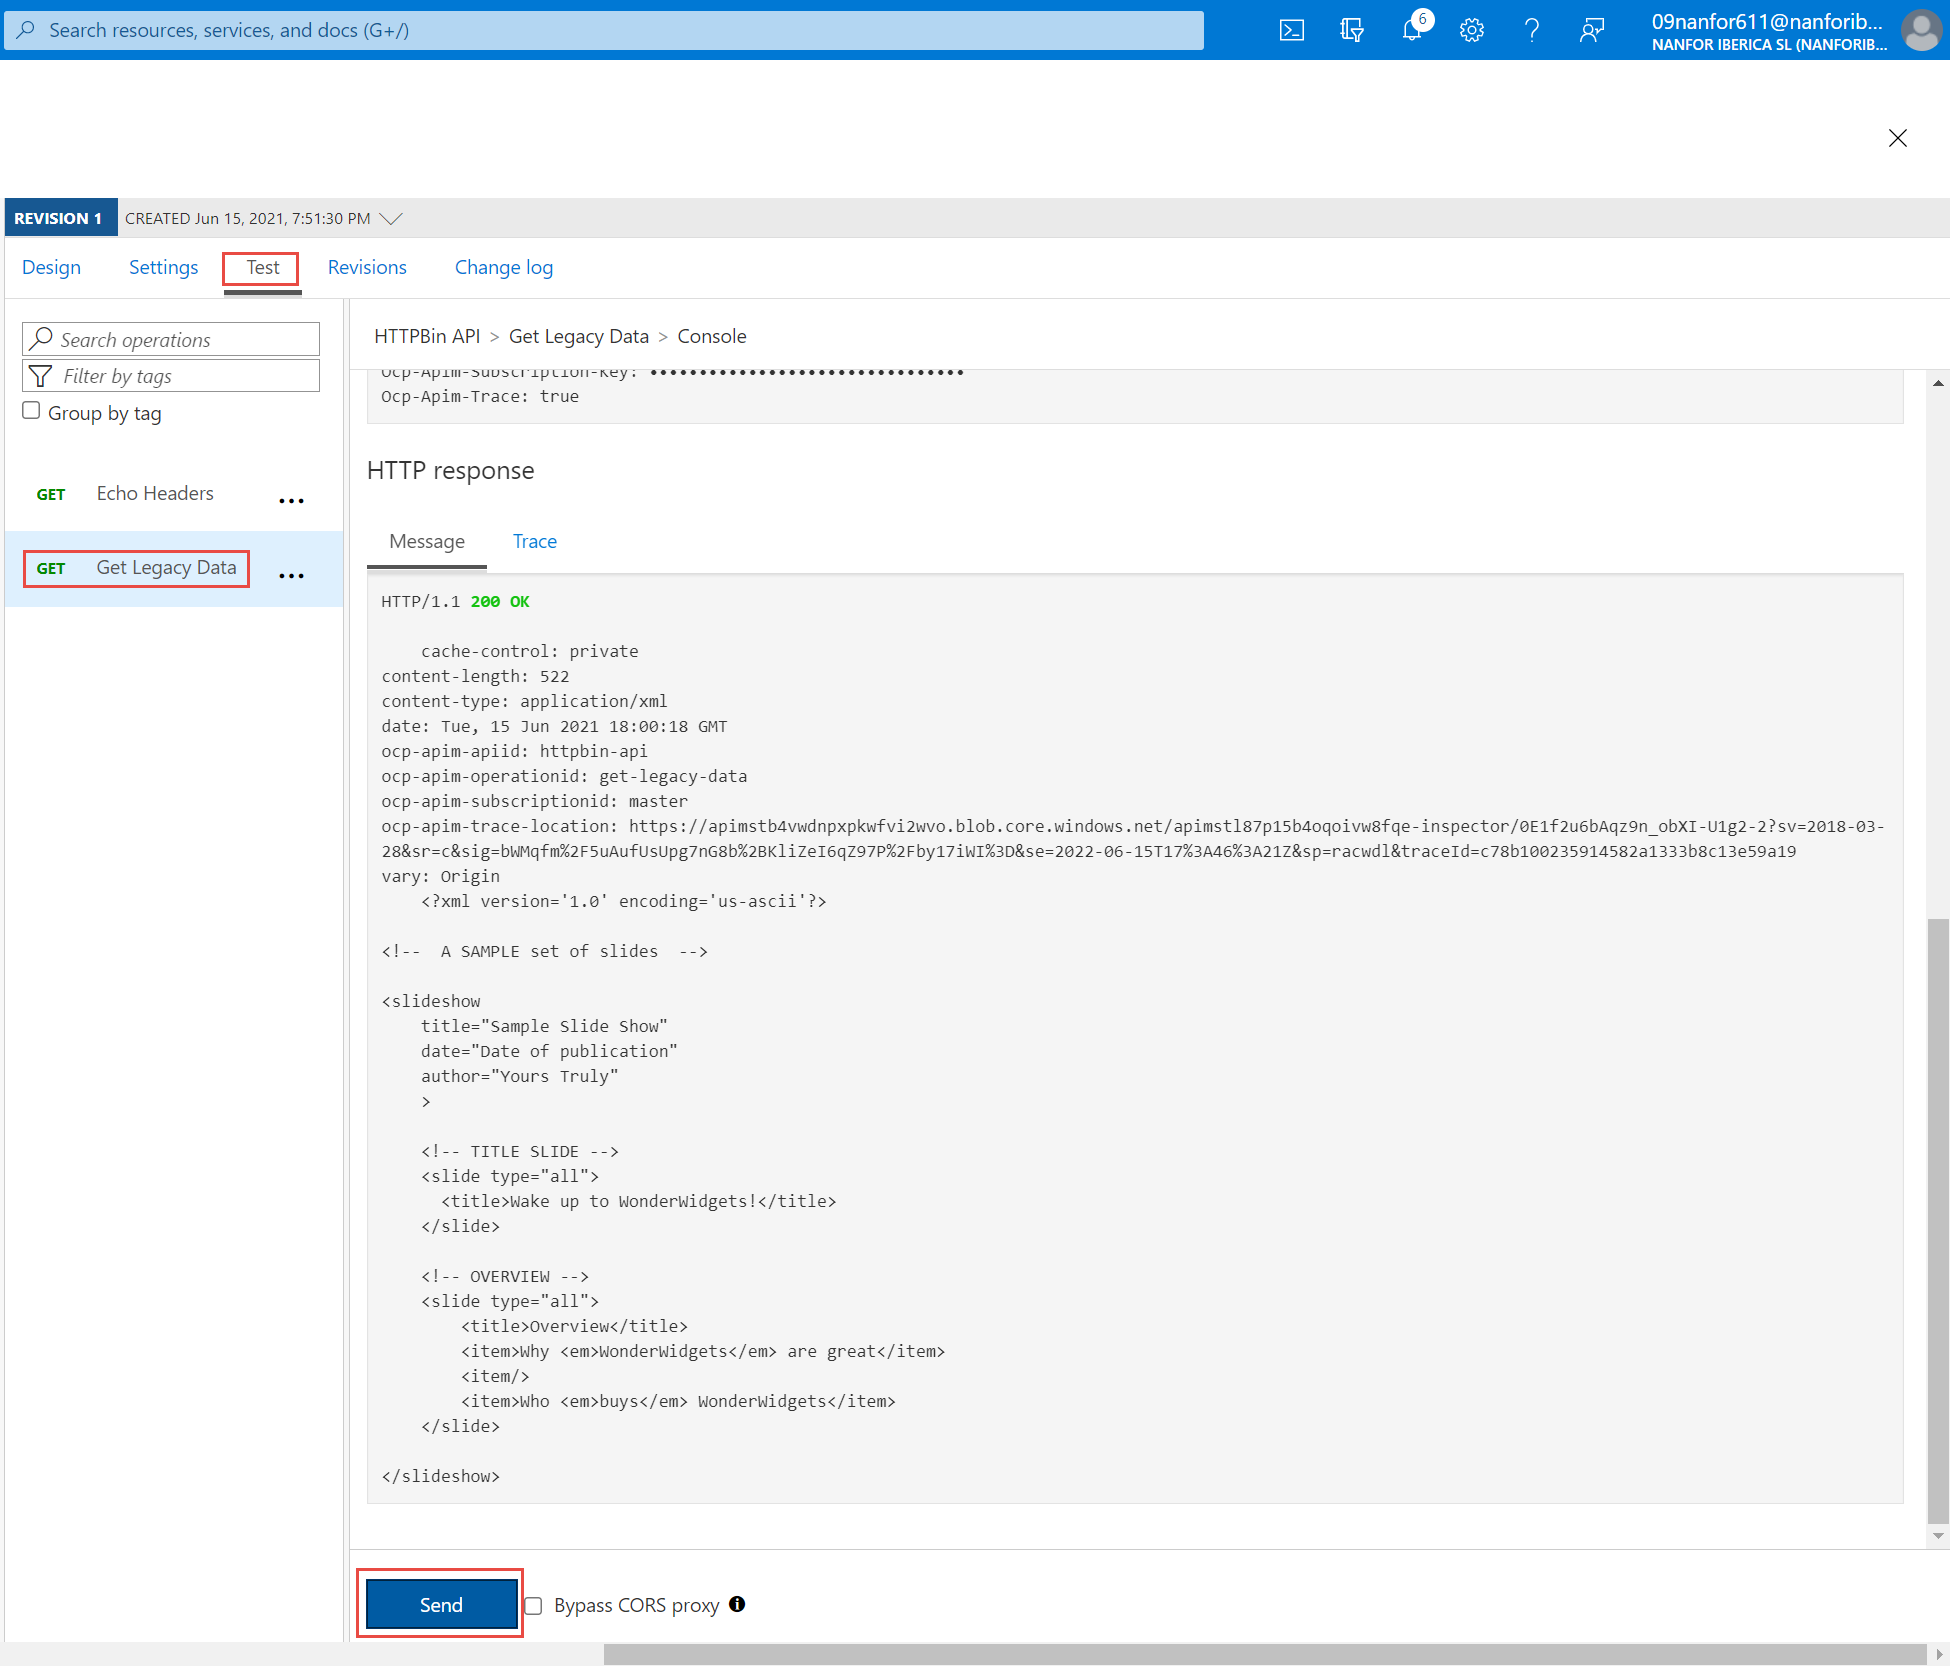 Search resources, services, and docs (G+/)
6
09nanfor611@nanforib...
NANFOR IBERICA SL (NANFORIB...
REVISION 1
CREATED Jun 15, 2021, 7:51:30 PM
Design
Settings
Test
Revisions
Change log
Search operations
Filter by tags
Group by tag
GET Echo Headers ...
GET Get Legacy Data ...
HTTPBin API > Get Legacy Data > Console
Ocp-Apim-Subscription-Key: ••••••••••••••••••••••••••••••••
Ocp-Apim-Trace: true
HTTP response
Message
Trace
HTTP/1.1 200 OK
cache-control: private
content-length: 522
content-type: application/xml
date: Tue, 15 Jun 2021 18:00:18 GMT
ocp-apim-apiid: httpbin-api
ocp-apim-operationid: get-legacy-data
ocp-apim-subscriptionid: master
ocp-apim-trace-location: https://apimstb4vwdnpxpkwfvi2wvo.blob.core.windows.net/apimstl87p15b4oqoivw8fqe-inspector/0E1f2u6bAqz9n_obXI-U1g2-2?sv=2018-03-
28&sr=c&sig=bWMqfm%2F5uAufUsUpg7nG8b%2BKliZeI6qZ97P%2Fby17iWI%3D&se=2022-06-15T17%3A46%3A21Z&sp=racwdl&traceId=c78b100235914582a1333b8c13e59a19
vary: Origin
<?xml version='1.0' encoding='us-ascii'?>
<!--  A SAMPLE set of slides  -->
<slideshow
title="Sample Slide Show"
date="Date of publication"
author="Yours Truly"
>
<!-- TITLE SLIDE -->
<slide type="all">
<title>Wake up to WonderWidgets!</title>
</slide>
<!-- OVERVIEW -->
<slide type="all">
<title>Overview</title>
<item>Why <em>WonderWidgets</em> are great</item>
<item/>
<item>Who <em>buys</em> WonderWidgets</item>
</slide>
</slideshow>
Send
Bypass CORS proxy